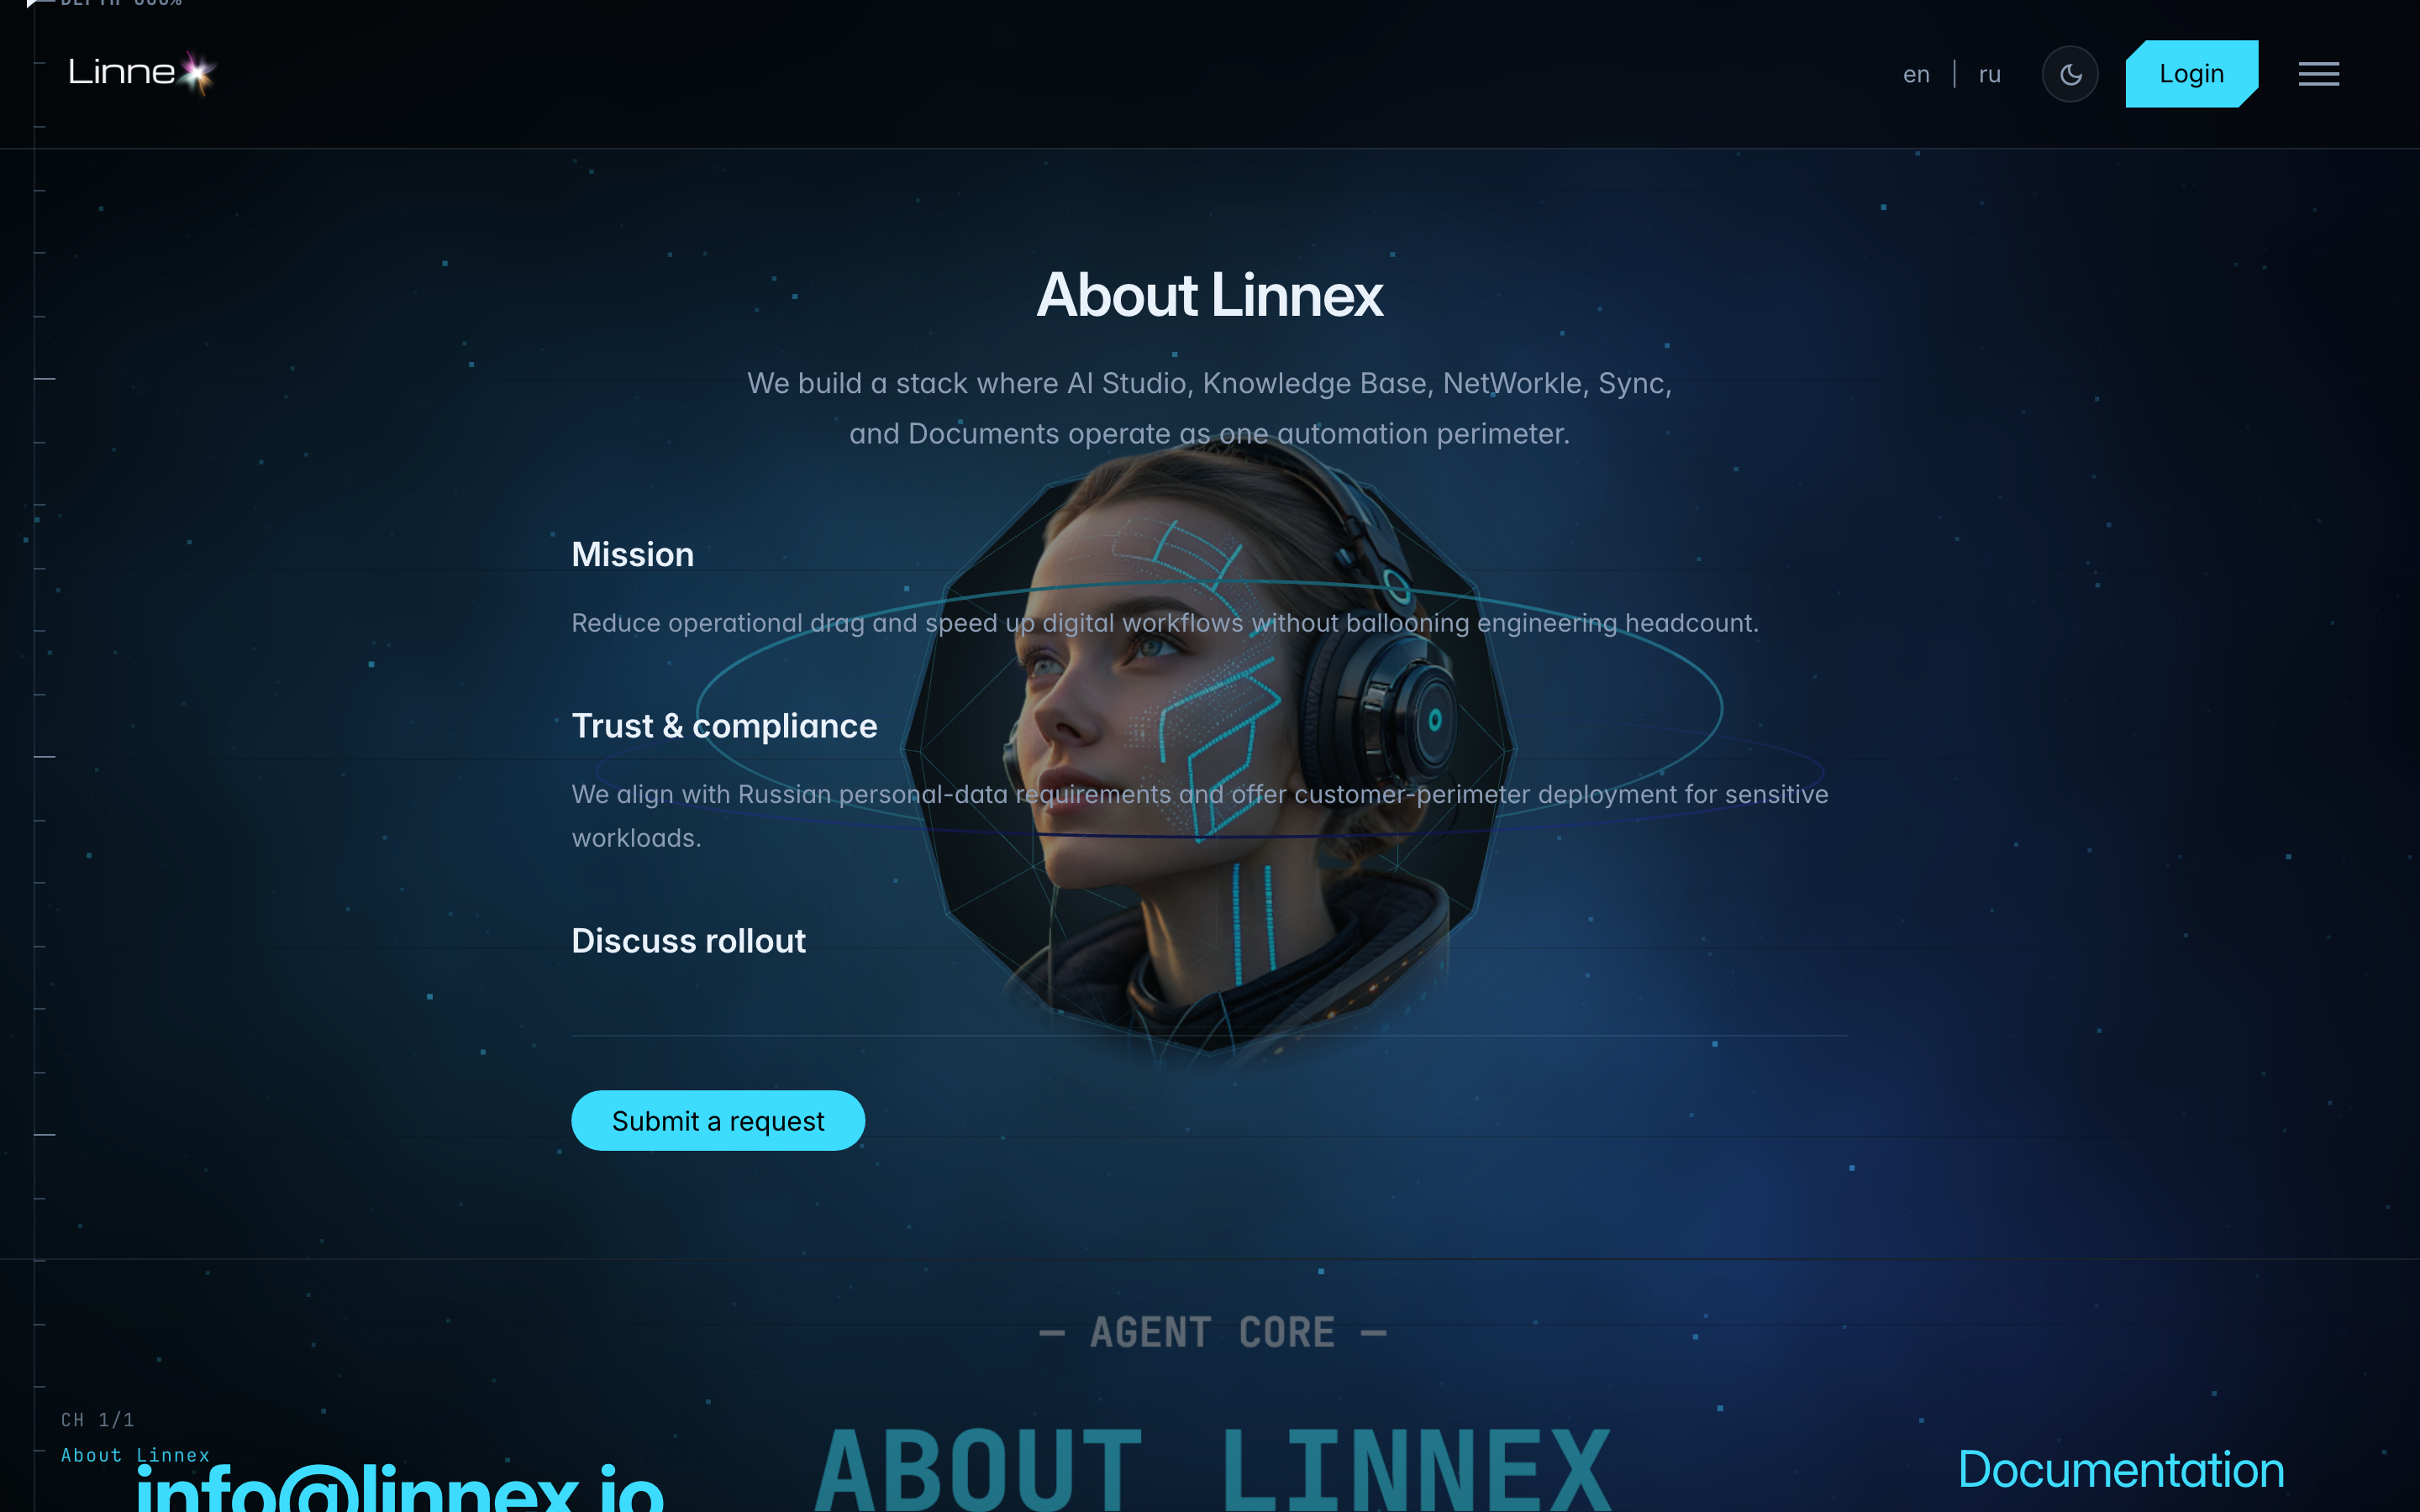 DEPTH 000%
Linne
en | ru
Login
About Linnex
We build a stack where AI Studio, Knowledge Base, NetWorkle, Sync,
and Documents operate as one automation perimeter.
Mission
Reduce operational drag and speed up digital workflows without ballooning engineering headcount.
Trust & compliance
We align with Russian personal-data requirements and offer customer-perimeter deployment for sensitive
workloads.
Discuss rollout
Submit a request
— AGENT CORE —
CH 1/1
About Linnex
info@linnex.io
ABOUT LINNEX
Documentation